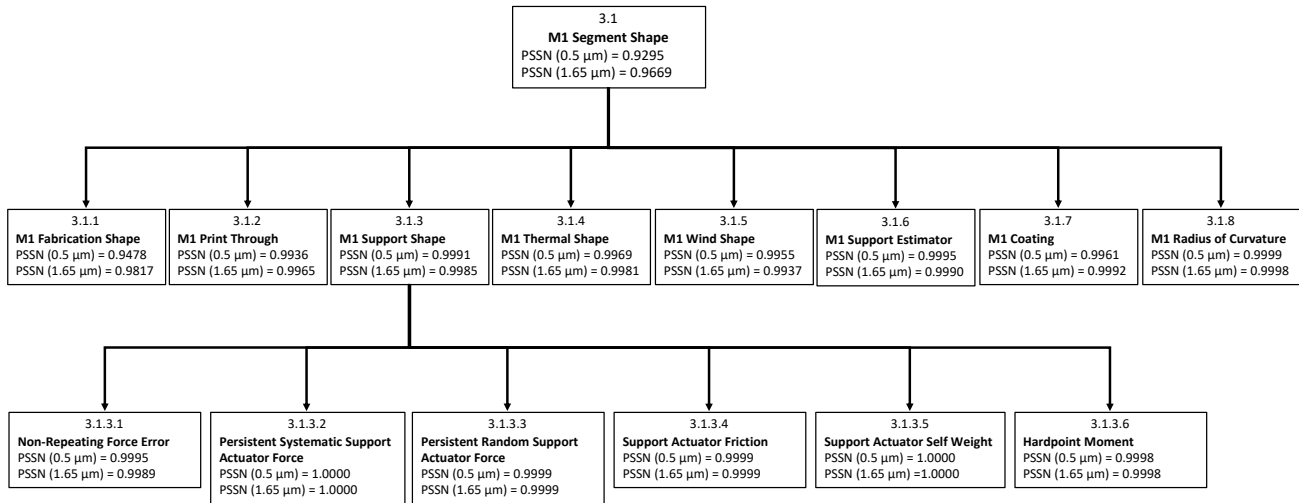 3.1
M1 Segment Shape
PSSN (0.5 µm) = 0.9295
PSSN (1.65 µm) = 0.9669
3.1.1
M1 Fabrication Shape
PSSN (0.5 µm) = 0.9478
PSSN (1.65 µm) = 0.9817
3.1.2
M1 Print Through
PSSN (0.5 µm) = 0.9936
PSSN (1.65 µm) = 0.9965
3.1.3
M1 Support Shape
PSSN (0.5 µm) = 0.9991
PSSN (1.65 µm) = 0.9985
3.1.4
M1 Thermal Shape
PSSN (0.5 µm) = 0.9969
PSSN (1.65 µm) = 0.9981
3.1.5
M1 Wind Shape
PSSN (0.5 µm) = 0.9955
PSSN (1.65 µm) = 0.9937
3.1.6
M1 Support Estimator
PSSN (0.5 µm) = 0.9995
PSSN (1.65 µm) = 0.9990
3.1.7
M1 Coating
PSSN (0.5 µm) = 0.9961
PSSN (1.65 µm) = 0.9992
3.1.8
M1 Radius of Curvature
PSSN (0.5 µm) = 0.9999
PSSN (1.65 µm) = 0.9998
3.1.3.1
Non-Repeating Force Error
PSSN (0.5 µm) = 0.9995
PSSN (1.65 µm) = 0.9989
3.1.3.2
Persistent Systematic Support
Actuator Force
PSSN (0.5 µm) = 1.0000
PSSN (1.65 µm) = 1.0000
3.1.3.3
Persistent Random Support
Actuator Force
PSSN (0.5 µm) = 0.9999
PSSN (1.65 µm) = 0.9999
3.1.3.4
Support Actuator Friction
PSSN (0.5 µm) = 0.9999
PSSN (1.65 µm) = 0.9999
3.1.3.5
Support Actuator Self Weight
PSSN (0.5 µm) = 1.0000
PSSN (1.65 µm) =1.0000
3.1.3.6
Hardpoint Moment
PSSN (0.5 µm) = 0.9998
PSSN (1.65 µm) = 0.9998